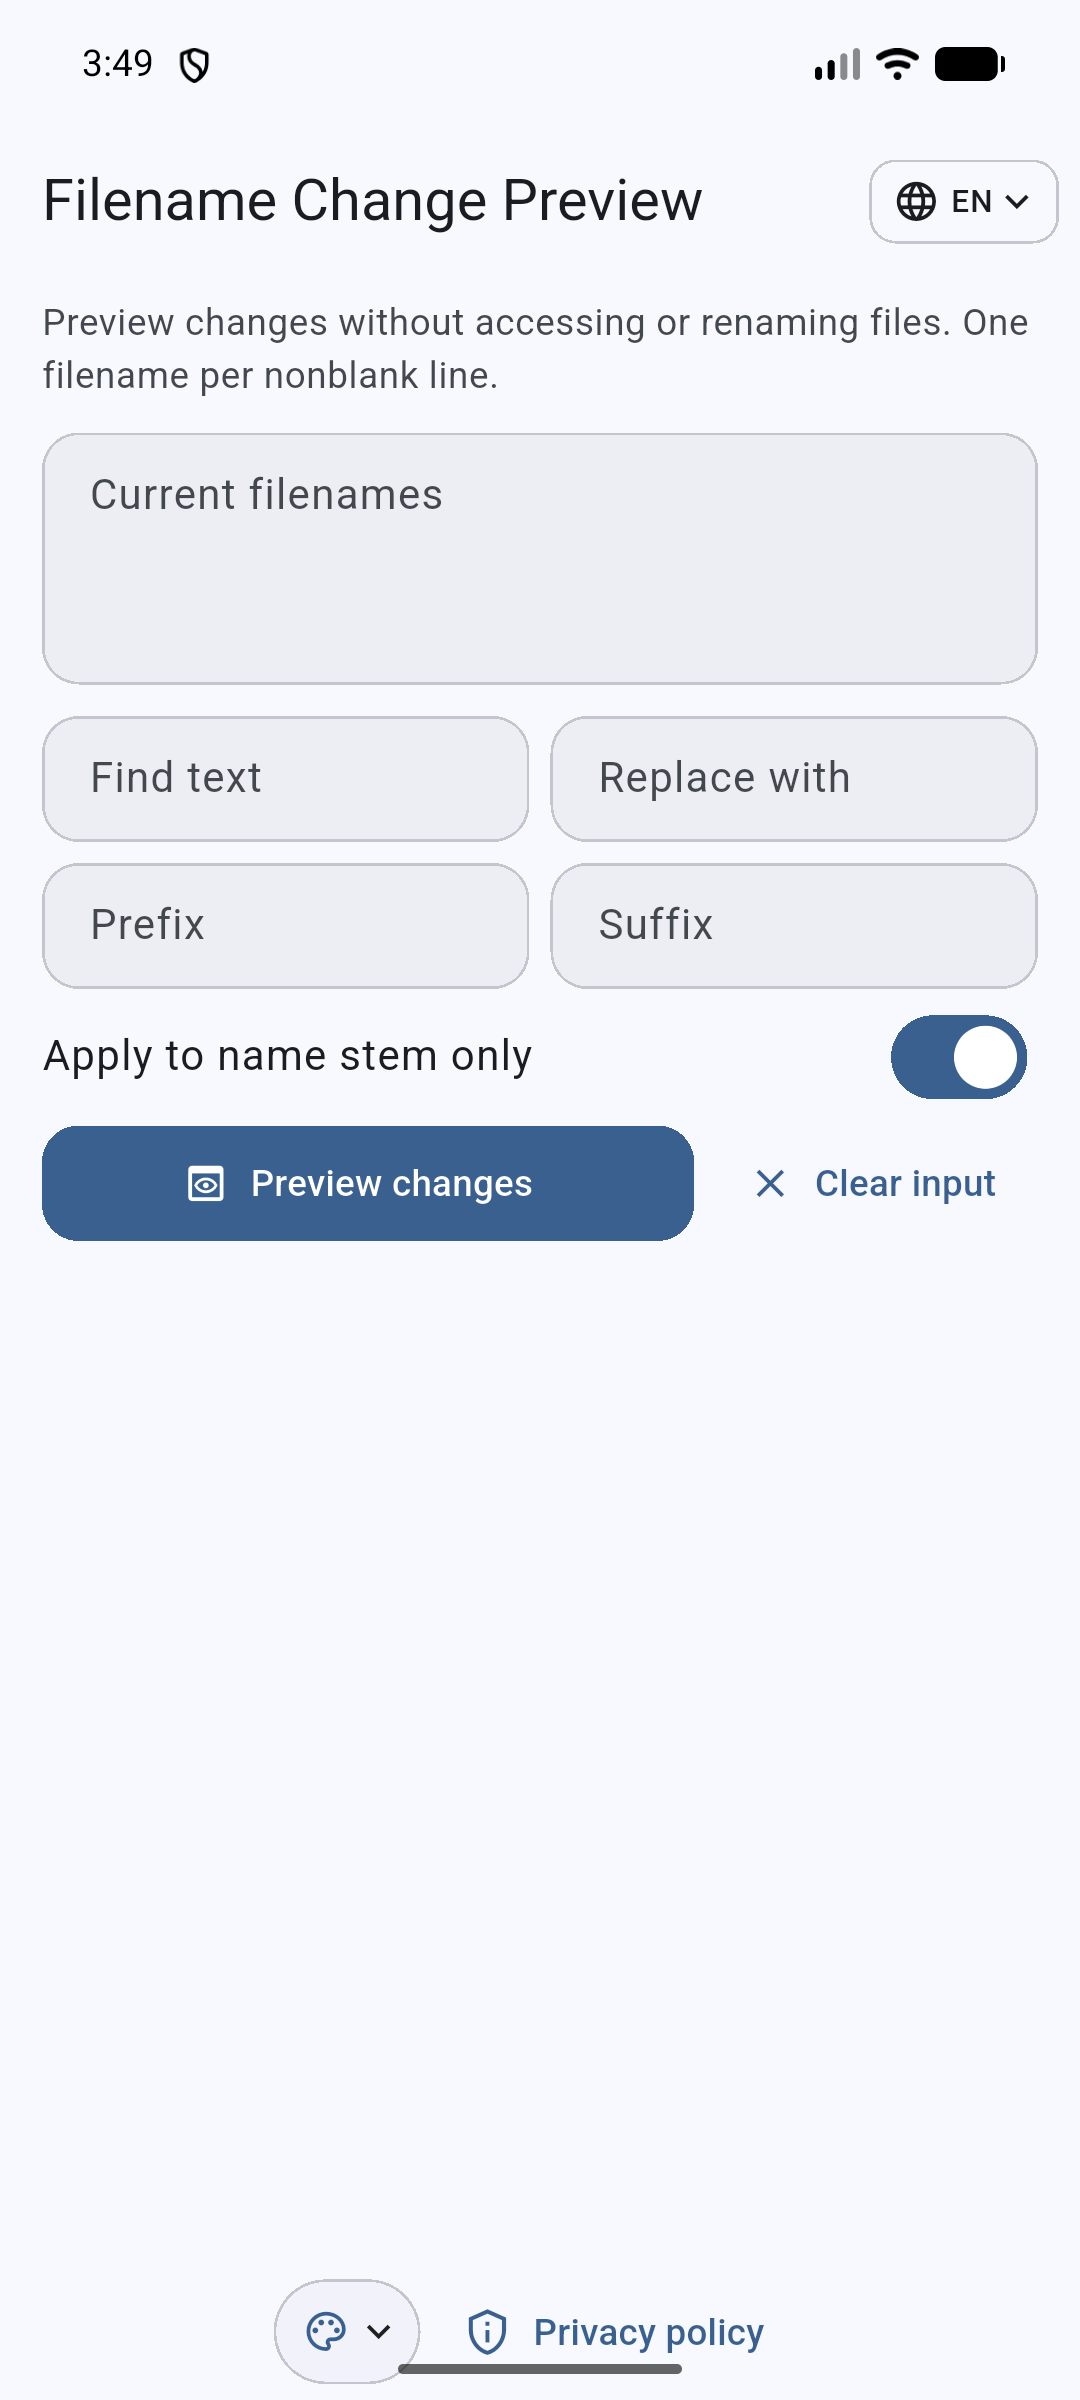 3:49
Filename Change Preview
EN
Preview changes without accessing or renaming files. One
filename per nonblank line.
Current filenames
Find text
Replace with
Prefix
Suffix
Apply to name stem only
Preview changes
Clear input
Privacy policy